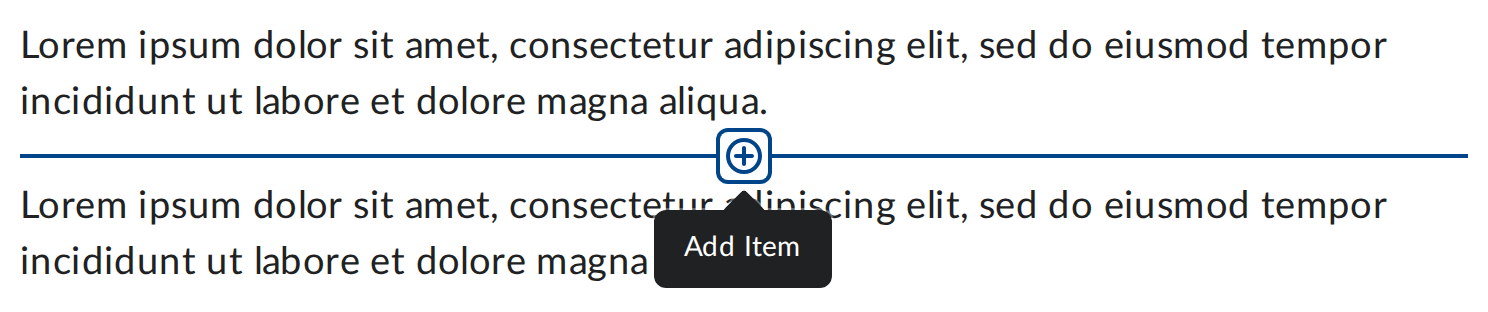 Lorem ipsum dolor sit amet, consectetur adipiscing elit, sed do eiusmod tempor
incididunt ut labore et dolore magna aliqua.
Lorem ipsum dolor sit amet, consectetur elit, sed do eiusmod tempor
incididunt ut labore et dolore magna
Add Item